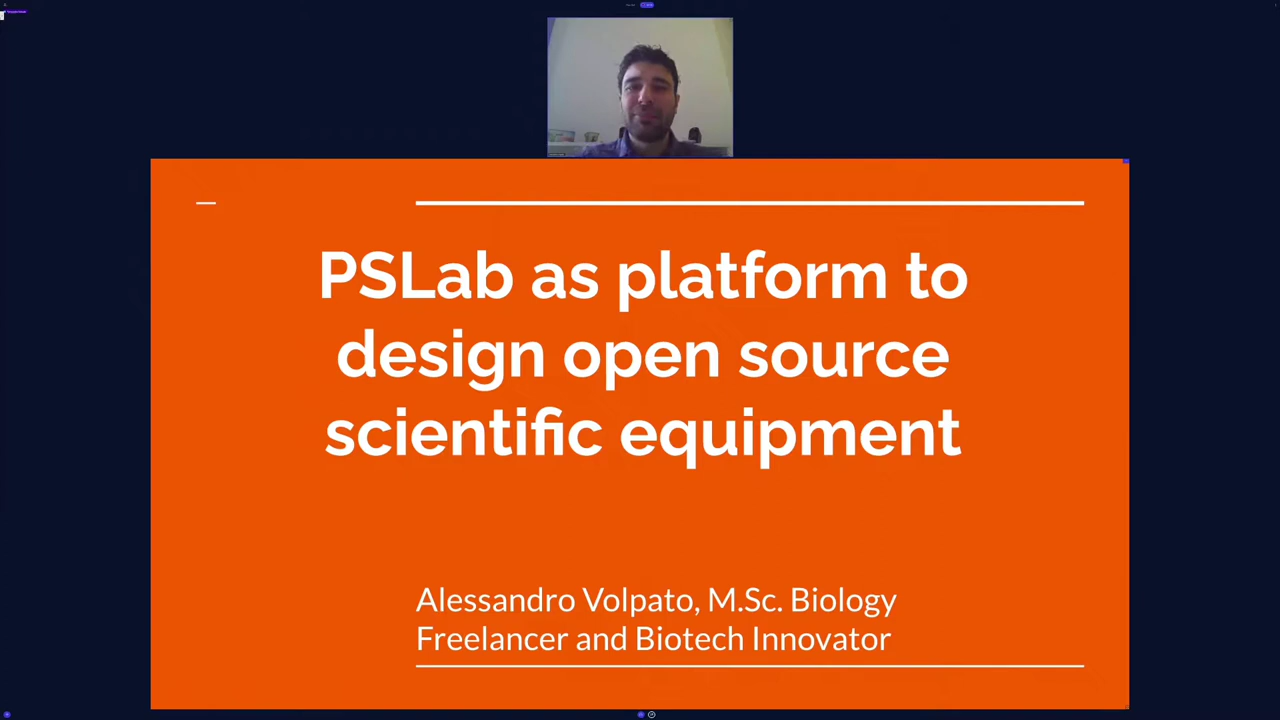 PSLab as platform to
design open source
scientific equipment
Alessandro Volpato, M.Sc. Biology
Freelancer and Biotech Innovator